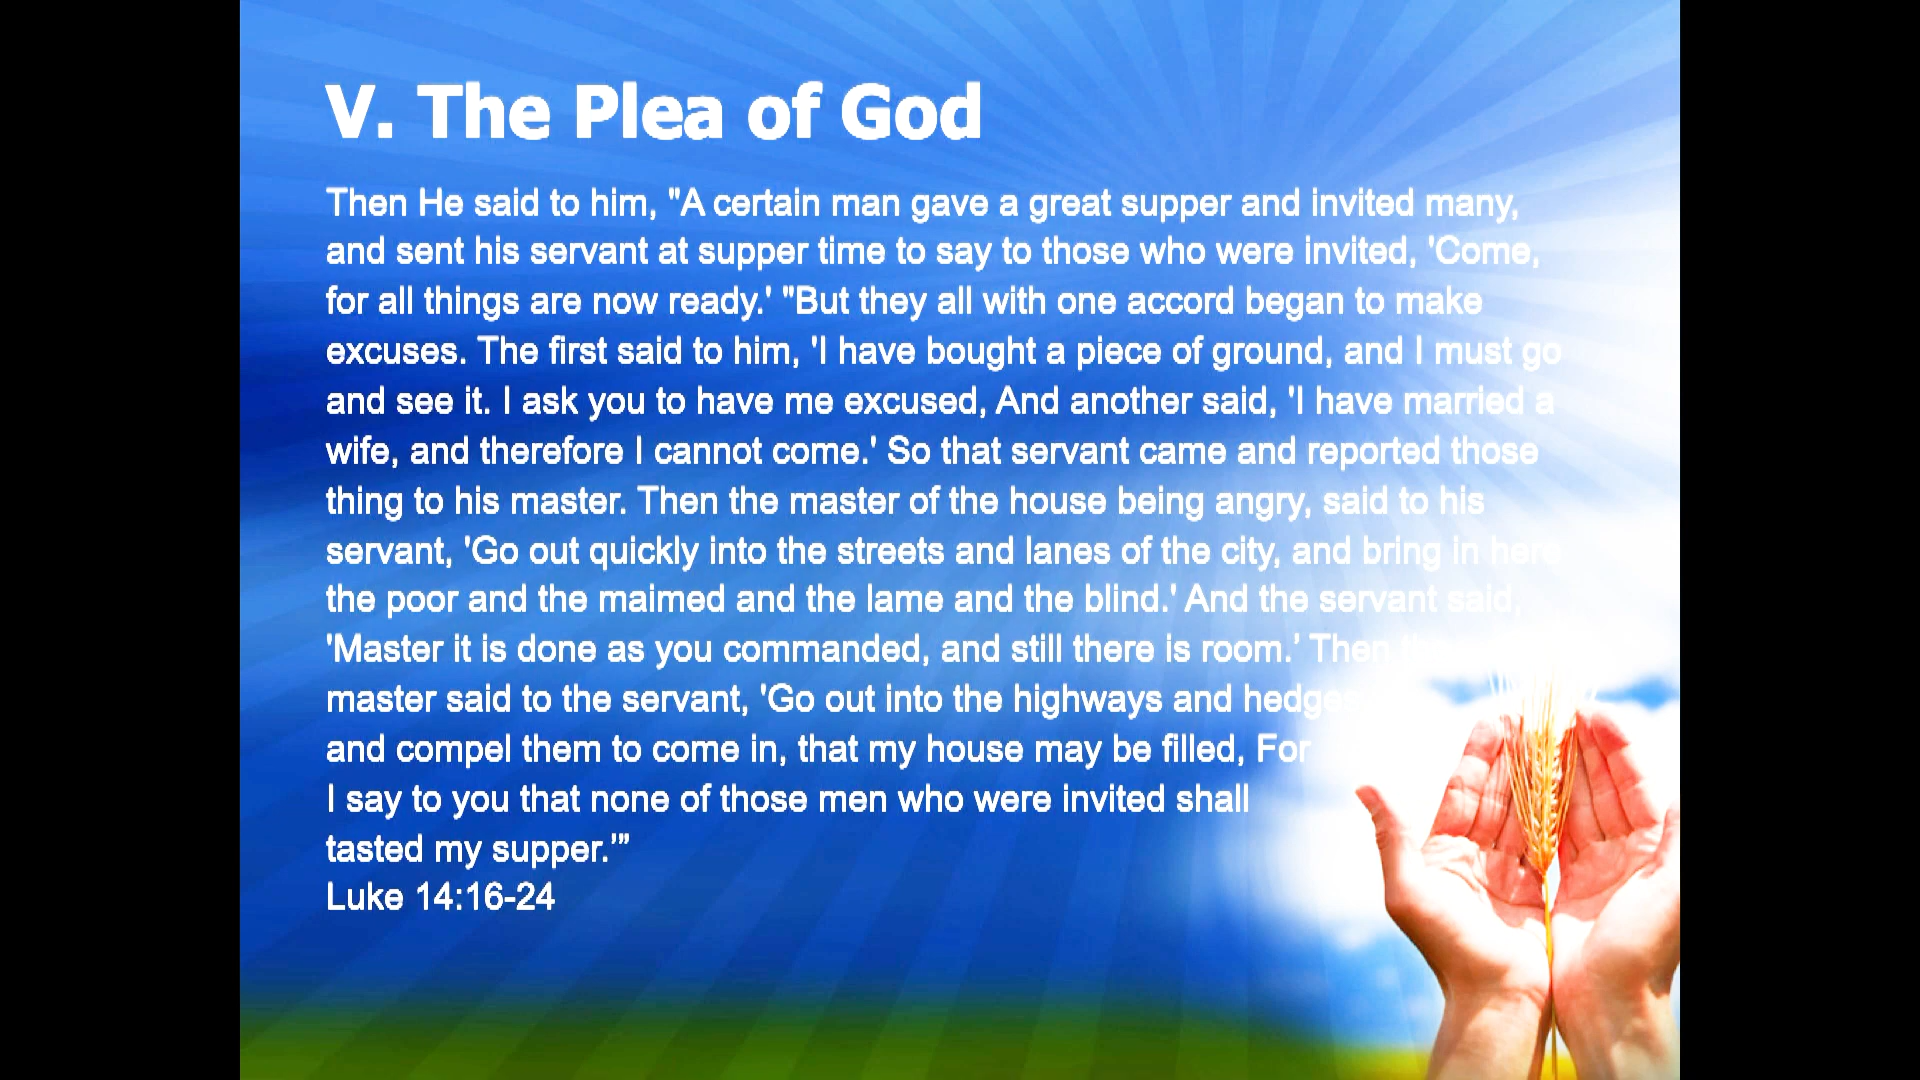 V. The Plea of God
Then He said to him, "A certain man gave a great supper and invited many,
and sent his servant at supper time to say to those who were invited, 'Come,
for all things are now ready.' "But they all with one accord began to make
excuses. The first said to him, 'I have bought a piece of ground, and I must go
and see it. I ask you to have me excused, And another said, 'I have married a
wife, and therefore I cannot come.' So that servant came and reported those
thing to his master. Then the master of the house being angry, said to his
servant, 'Go out quickly into the streets and lanes of the city, and bring in here
the poor and the maimed and the lame and the blind.' And the servant said,
'Master it is done as you commanded, and still there is room.’ Then the
master said to the servant, 'Go out into the highways and hedges
and compel them to come in, that my house may be filled, For
I say to you that none of those men who were invited shall
tasted my supper.’”
Luke 14:16-24